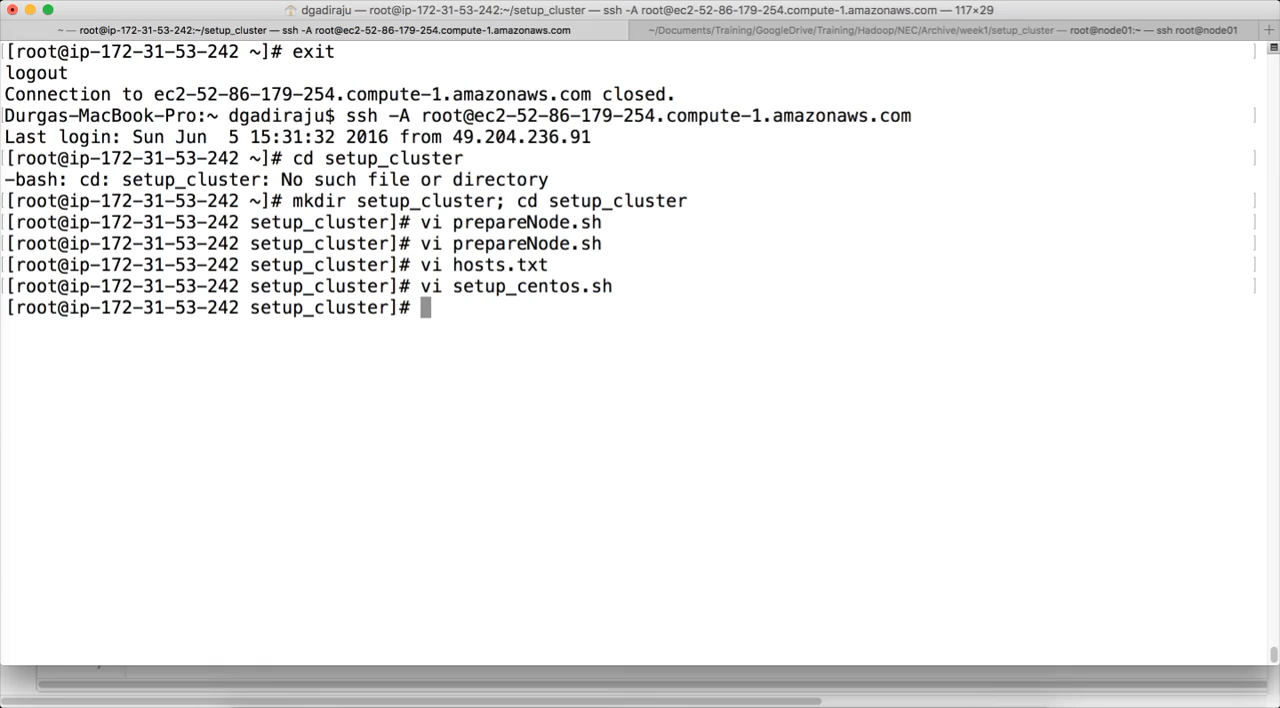 dgadiraju — root@ip-172-31-53-242:~/setup_cluster — ssh -A root@ec2-52-86-179-254.compute-1.amazonaws.com — 117×29
~ — root@ip-172-31-53-242:~/setup_cluster — ssh -A root@ec2-52-86-179-254.compute-1.amazonaws.com
~/Documents/Training/GoogleDrive/Training/Hadoop/NEC/Archive/week1/setup_cluster — root@node01:~ — ssh root@node01 +
[root@ip-172-31-53-242 ~]# exit ]
logout
Connection to ec2-52-86-179-254.compute-1.amazonaws.com closed.
Durgas-MacBook-Pro:~ dgadiraju$ ssh -A root@ec2-52-86-179-254.compute-1.amazonaws.com ]
Last login: Sun Jun  5 15:31:32 2016 from 49.204.236.91
[root@ip-172-31-53-242 ~]# cd setup_cluster ]
-bash: cd: setup_cluster: No such file or directory
[root@ip-172-31-53-242 ~]# mkdir setup_cluster; cd setup_cluster ]
[root@ip-172-31-53-242 setup_cluster]# vi prepareNode.sh ]
[root@ip-172-31-53-242 setup_cluster]# vi prepareNode.sh ]
[root@ip-172-31-53-242 setup_cluster]# vi hosts.txt ]
[root@ip-172-31-53-242 setup_cluster]# vi setup_centos.sh ]
[root@ip-172-31-53-242 setup_cluster]#